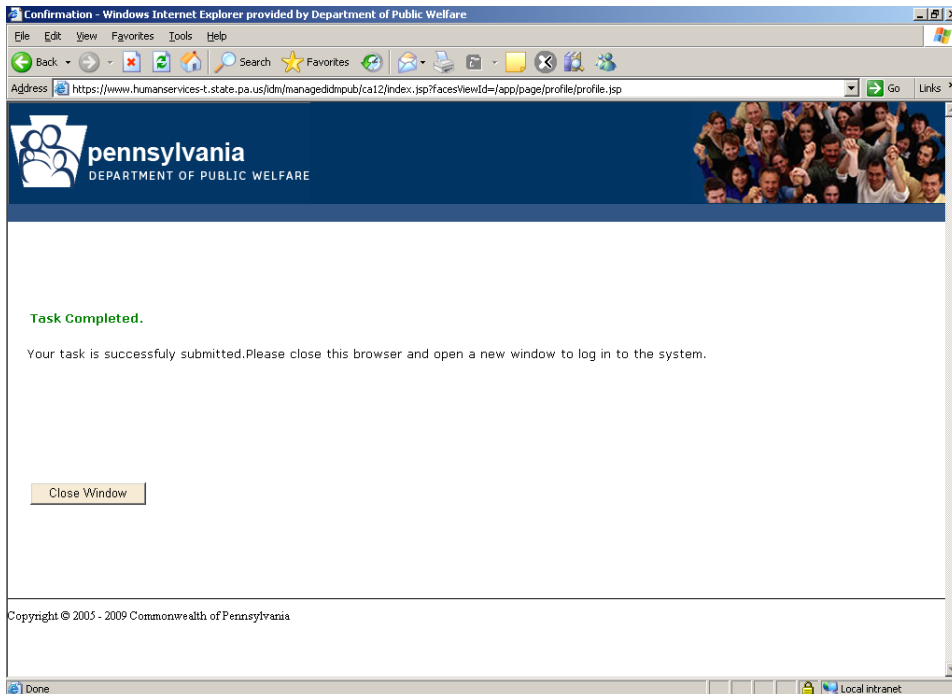 Confirmation - Windows Internet Explorer provided by Department of Public Welfare
File Edit View Favorites Tools Help
Back Search Favorites
Address https://www.humanservices-t.state.pa.us/idm/managedidmpub/ca12/index.jsp?facesViewId=/app/page/profile/profile.jsp Go Links
pennsylvania
DEPARTMENT OF PUBLIC WELFARE
Task Completed.
Your task is successfuly submitted.Please close this browser and open a new window to log in to the system.
Close Window
Copyright © 2005 - 2009 Commonwealth of Pennsylvania
Done Local intranet